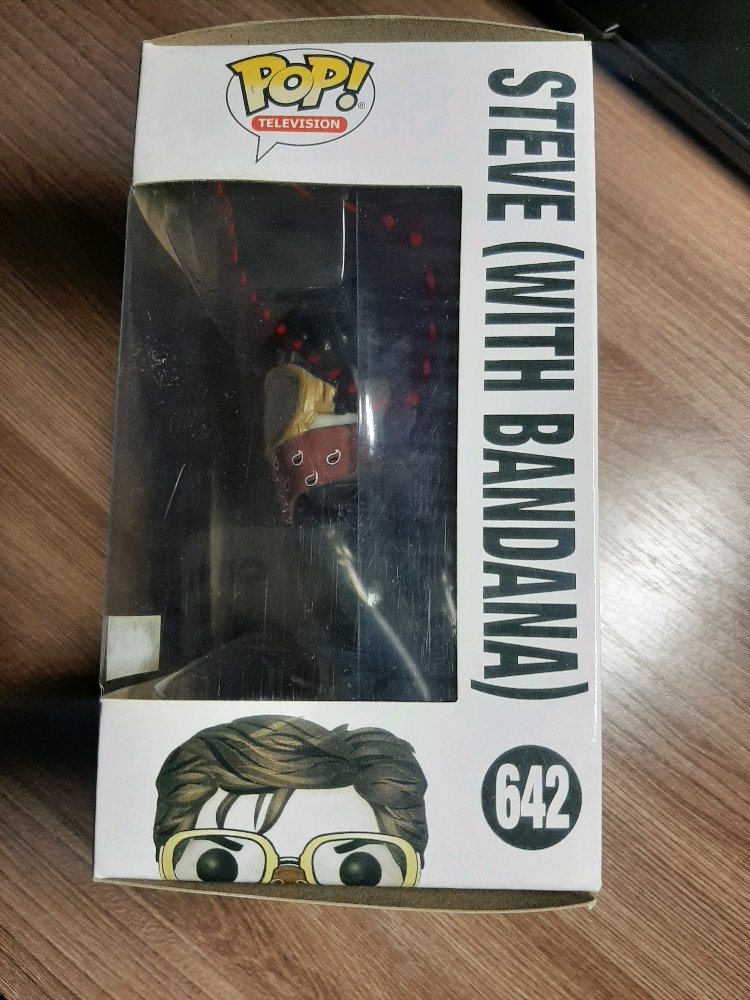 POP!®
TELEVISION
STEVE (WITH BANDANA)
642